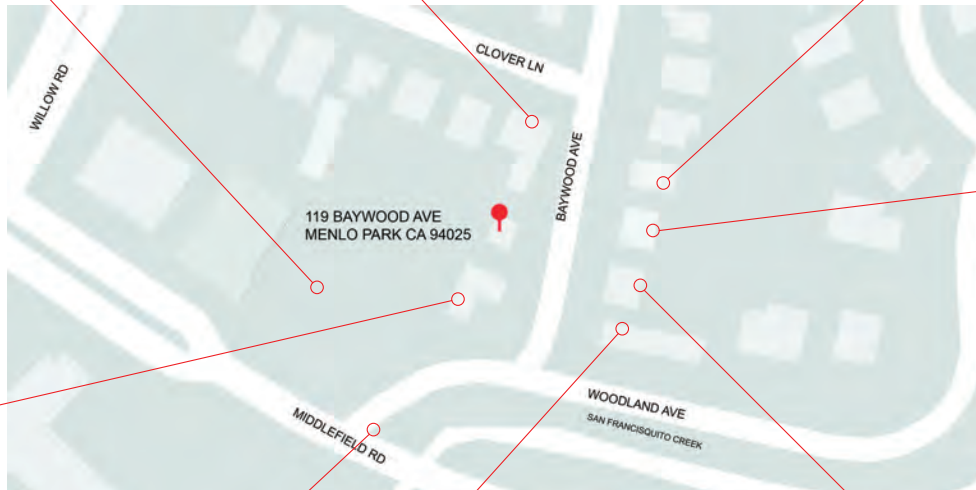 WILLOW RD
CLOVER LN
BAYWOOD AVE
119 BAYWOOD AVE
MENLO PARK CA 94025
WOODLAND AVE
SAN FRANCISQUITO CREEK
MIDDLEFIELD RD